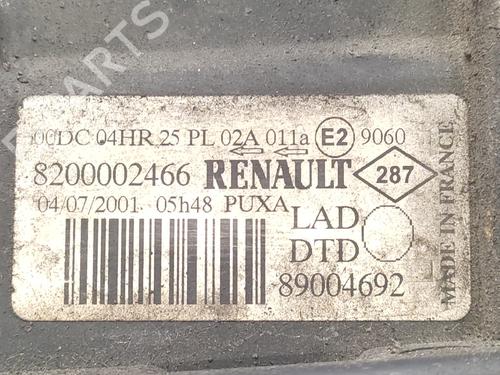 PARTS
00DC 04HR 25 PL 02A 011a E2 9060
8200002466 RENAULT 287
04/07/2001 05h48 PUXA
LAD
DTD
89004692
MADE IN FRANCE